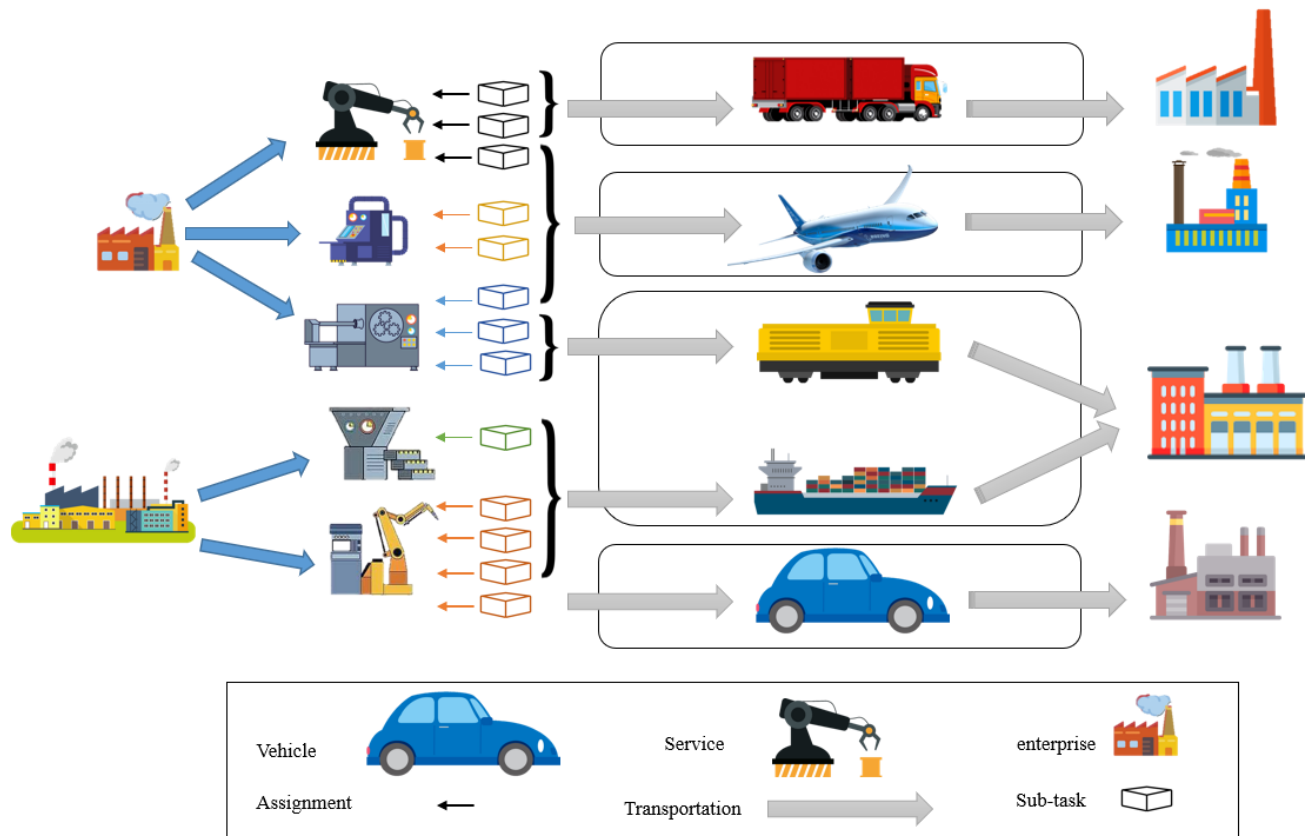 Vehicle
Service
enterprise
Assignment
Transportation
Sub-task